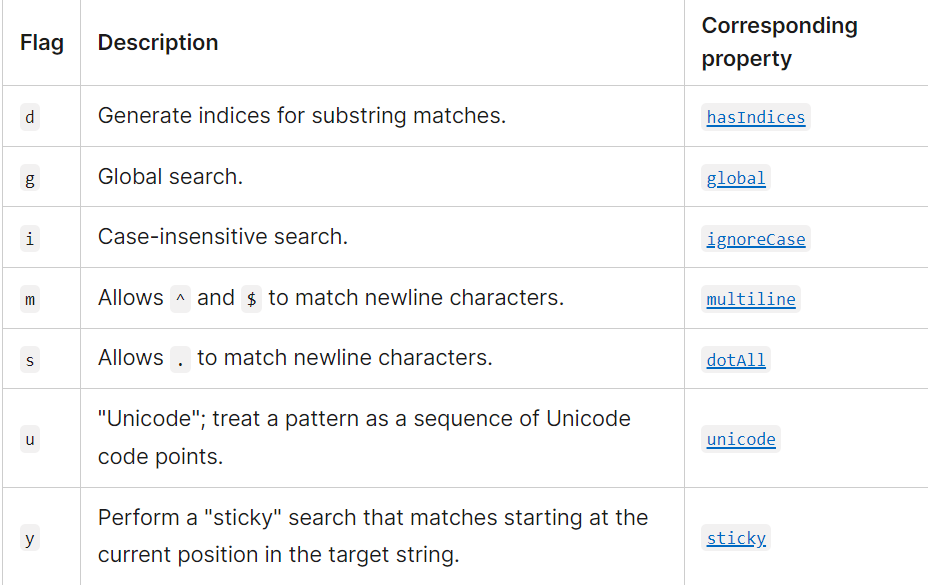 Flag Description Corresponding
property
d Generate indices for substring matches. hasIndices
g Global search. global
i Case-insensitive search. ignoreCase
m Allows ^ and $ to match newline characters. multiline
s Allows . to match newline characters. dotAll
u "Unicode"; treat a pattern as a sequence of Unicode unicode
code points.
y Perform a "sticky" search that matches starting at the sticky
current position in the target string.